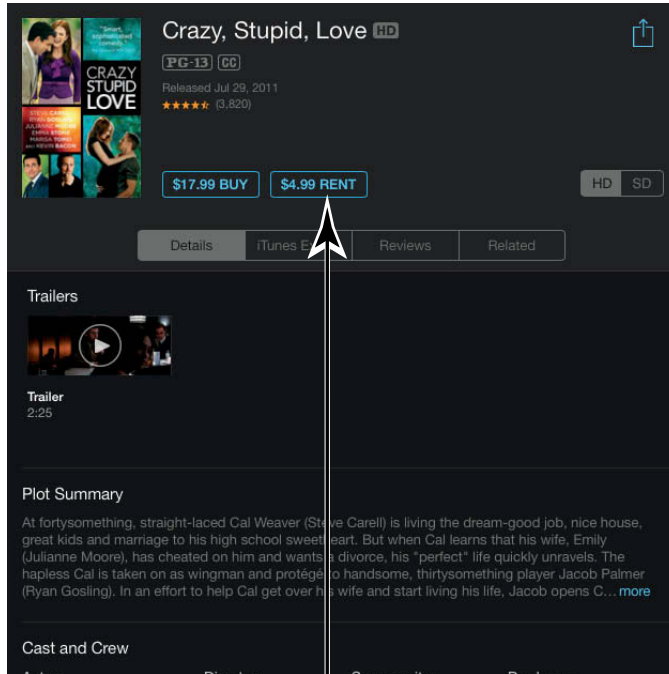 Crazy, Stupid, Love HD
PG-13 CC
Released Jul 29, 2011
(3,820)
"Smart,
sophisticated
comedy."
CRAZY
STUPID
LOVE
STEVE CARELL
RYAN GOSLING
JULIANNE MOORE
EMMA STONE
MARISA TOMEI
AND KEVIN BACON
$17.99 BUY
$4.99 RENT
HD SD
Details
iTunes
Reviews
Related
Trailers
Trailer
2:25
Plot Summary
At fortysomething, straight-laced Cal Weaver (Steve Carell) is living the dream-good job, nice house,
great kids and marriage to his high school sweetheart. But when Cal learns that his wife, Emily
(Julianne Moore), has cheated on him and wants a divorce, his "perfect" life quickly unravels. The
hapless Cal is taken on as wingman and protégé to handsome, thirtysomething player Jacob Palmer
(Ryan Gosling). In an effort to help Cal get over his wife and start living his life, Jacob opens C... more
Cast and Crew